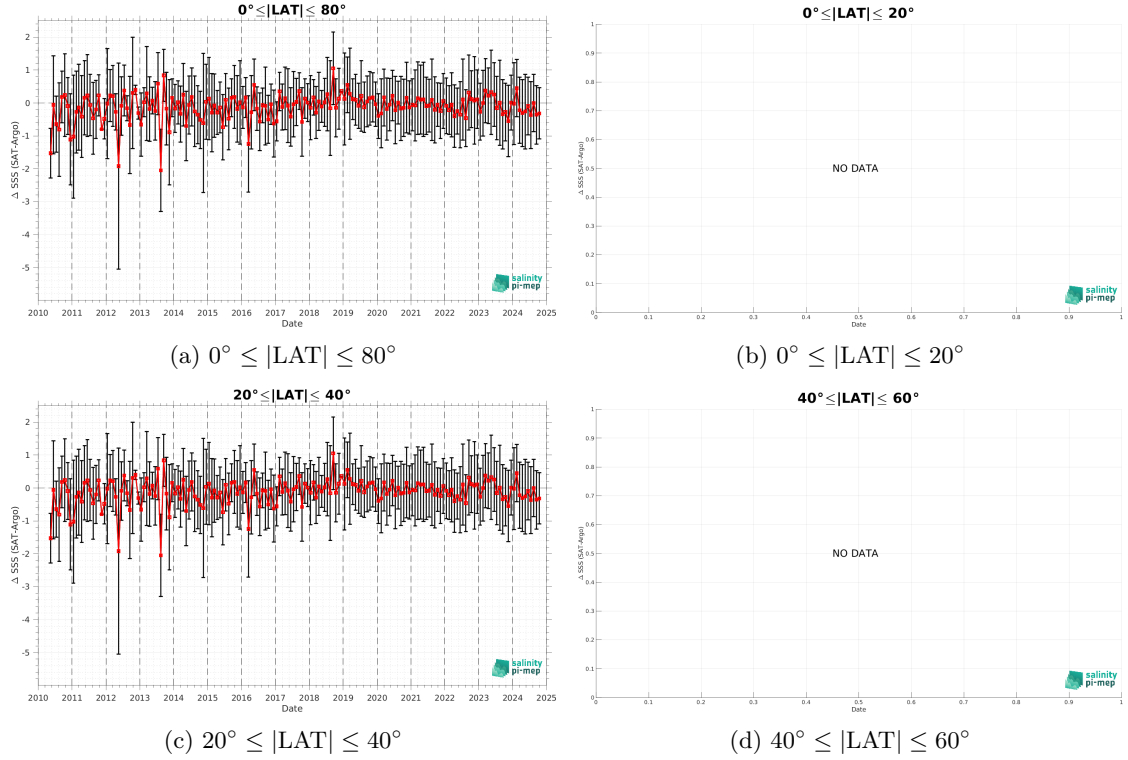 0°≤|LAT|≤ 80°
2
1
0
-1
-2
-3
-4
-5
Δ SSS (SAT-Argo)
2010 2011 2012 2013 2014 2015 2016 2017 2018 2019 2020 2021 2022 2023 2024 2025
Date
salinity
pi-mep
(a) 0° ≤ |LAT| ≤ 80°
0°≤|LAT|≤ 20°
1
0.9
0.8
0.7
0.6
0.5
0.4
0.3
0.2
0.1
0
Δ SSS (SAT-Argo)
NO DATA
0 0.1 0.2 0.3 0.4 0.5 0.6 0.7 0.8 0.9 1
Date
salinity
pi-mep
(b) 0° ≤ |LAT| ≤ 20°
20°≤|LAT|≤ 40°
2
1
0
-1
-2
-3
-4
-5
Δ SSS (SAT-Argo)
2010 2011 2012 2013 2014 2015 2016 2017 2018 2019 2020 2021 2022 2023 2024 2025
Date
salinity
pi-mep
(c) 20° ≤ |LAT| ≤ 40°
40°≤|LAT|≤ 60°
1
0.9
0.8
0.7
0.6
0.5
0.4
0.3
0.2
0.1
0
Δ SSS (SAT-Argo)
NO DATA
0 0.1 0.2 0.3 0.4 0.5 0.6 0.7 0.8 0.9 1
Date
salinity
pi-mep
(d) 40° ≤ |LAT| ≤ 60°